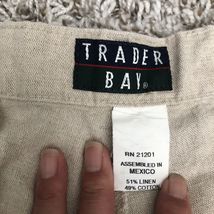 TRADER
BAY®
RN 21201
ASSEMBLED IN
MEXICO
51% LINEN
49% COTTON